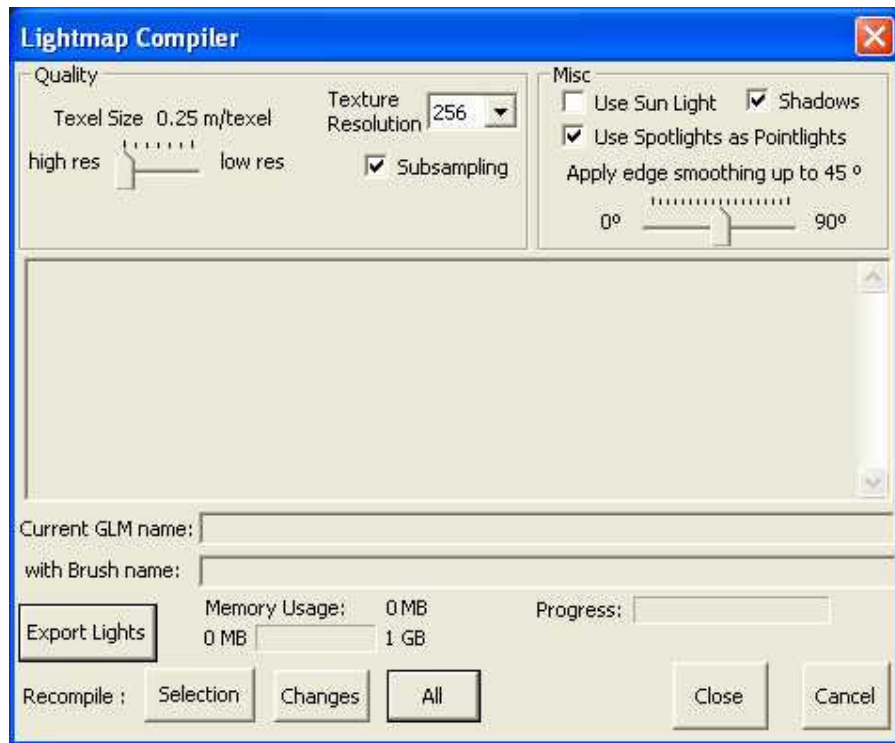 Lightmap Compiler
Quality
Texel Size 0.25 m/texel
high res
low res
Texture
Resolution
256
Subsampling
Misc
Use Sun Light
Shadows
Use Spotlights as Pointlights
Apply edge smoothing up to 45 º
0º
90º
Current GLM name:
with Brush name:
Export Lights
Memory Usage: 0 MB
0 MB 1 GB
Progress:
Recompile :
Selection
Changes
All
Close
Cancel